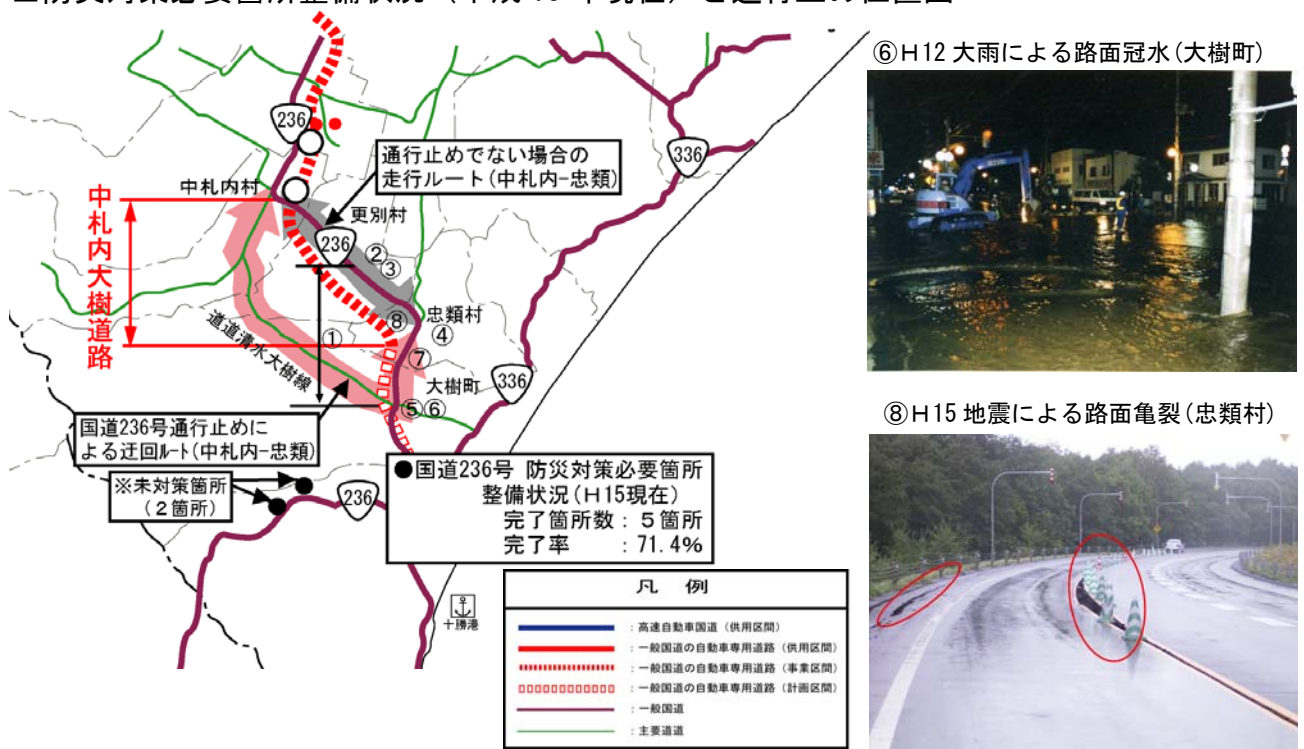 ⑥H12 大雨による路面冠水(大樹町)
236
336
通行止めでない場合の
走行ルート(中札内-忠類)
中札内村
更別村
中札内大樹道路
236
②
③
⑧
忠類村
④
①
⑦
道道清水大樹線
大樹町
336
⑤⑥
国道236号通行止めに
よる迂回ルート(中札内-忠類)
※未対策箇所
(2箇所)
236
●国道236号 防災対策必要箇所
整備状況(H15現在)
完了箇所数:5箇所
完了率 :71.4%
十勝港
凡 例
:高速自動車国道(供用区間)
:一般国道の自動車専用道路(供用区間)
:一般国道の自動車専用道路(事業区間)
:一般国道の自動車専用道路(計画区間)
:一般国道
:主要道道
⑧H15 地震による路面亀裂(忠類村)